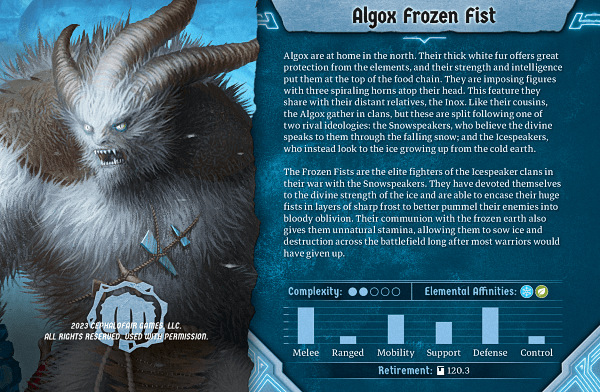 Algox Frozen Fist
Algox are at home in the north. Their thick white fur offers great
protection from the elements, and their strength and intelligence
put them at the top of the food chain. They are imposing figures
with three spiraling horns atop their head. This feature they
share with their distant relatives, the Inox. Like their cousins,
the Algox gather in clans, but these are split following one of
two rival ideologies: the Snowspeakers, who believe the divine
speaks to them through the falling snow; and the Icespeakers,
who instead look to the ice growing up from the cold earth.
The Frozen Fists are the elite fighters of the Icespeaker clans in
their war with the Snowspeakers. They have devoted themselves
to the divine strength of the ice and are able to encase their huge
fists in layers of sharp frost to better pummel their enemies into
bloody oblivion. Their communion with the frozen earth also
gives them unnatural stamina, allowing them to sow ice and
destruction across the battlefield long after most warriors would
have given up.
Complexity: Elemental Affinities:
Melee Ranged Mobility Support Defense Control
Retirement: 120.3
2023 CEPHALOFAIR GAMES, LLC.
ALL RIGHTS RESERVED, USED WITH PERMISSION.